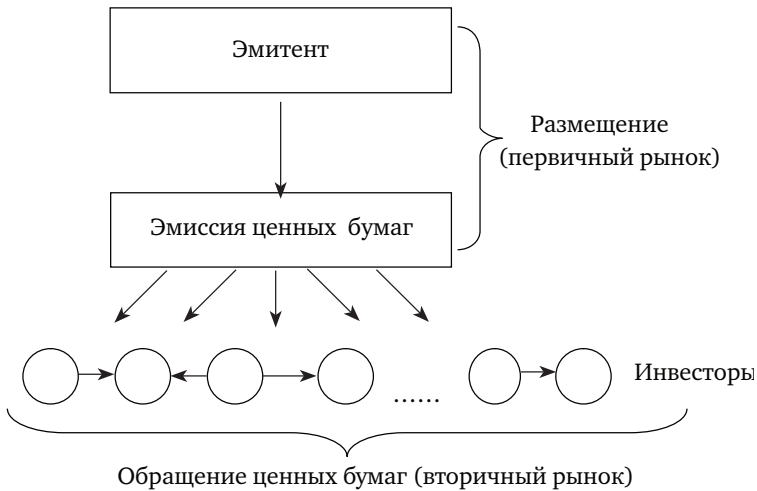 Эмитент
Размещение
(первичный рынок)
Эмиссия ценных бумаг
Инвесторы
......
Обращение ценных бумаг (вторичный рынок)